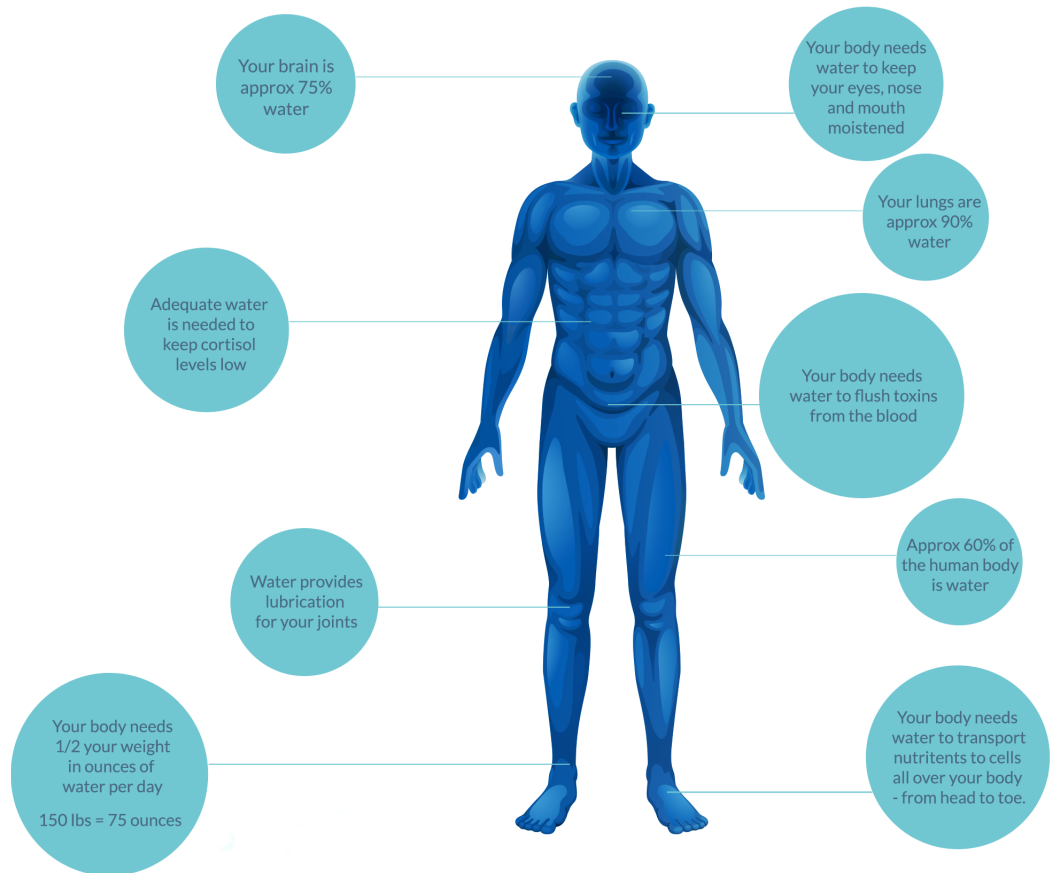 Your brain is
approx 75%
water
Your body needs
water to keep
your eyes, nose
and mouth
moistened
Your lungs are
approx 90%
water
Adequate water
is needed to
keep cortisol
levels low
Your body needs
water to flush toxins
from the blood
Approx 60% of
the human body
is water
Water provides
lubrication
for your joints
Your body needs
1/2 your weight
in ounces of
water per day
150 lbs = 75 ounces
Your body needs
water to transport
nutritents to cells
all over your body
- from head to toe.